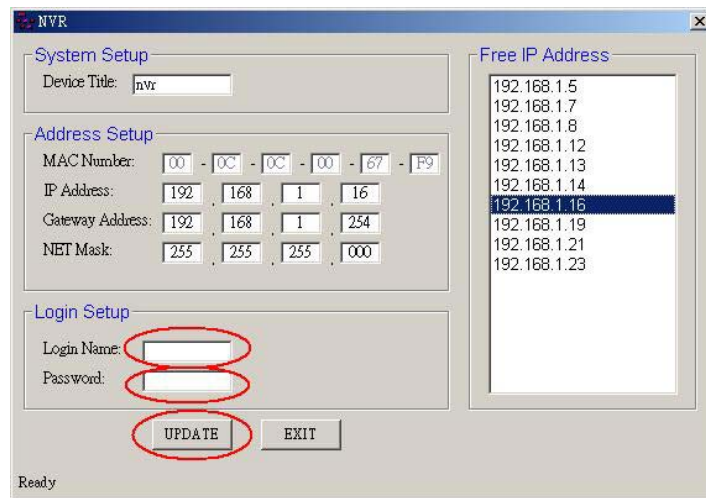 NVR
System Setup
Device Title: nvr
Address Setup
MAC Number: 00 - 0C - 0C - 00 - 67 - F9
IP Address: 192 . 168 . 1 . 16
Gateway Address: 192 . 168 . 1 . 254
NET Mask: 255 . 255 . 255 . 000
Login Setup
Login Name:
Password:
UPDATE EXIT
Ready
Free IP Address
192.168.1.5
192.168.1.7
192.168.1.8
192.168.1.12
192.168.1.13
192.168.1.14
192.168.1.16
192.168.1.19
192.168.1.21
192.168.1.23